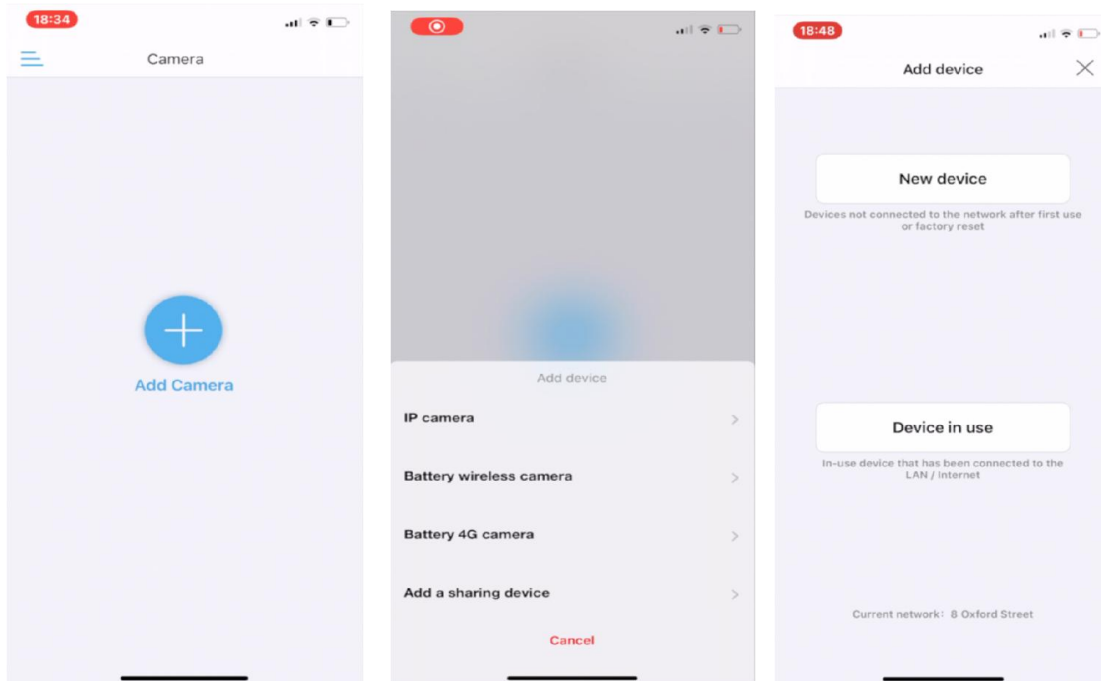 18:34
Camera
Add Camera
Add device
IP camera
Battery wireless camera
Battery 4G camera
Add a sharing device
Cancel
18:48
Add device
New device
Devices not connected to the network after first use
or factory reset
Device in use
In-use device that has been connected to the
LAN / Internet
Current network: 8 Oxford Street